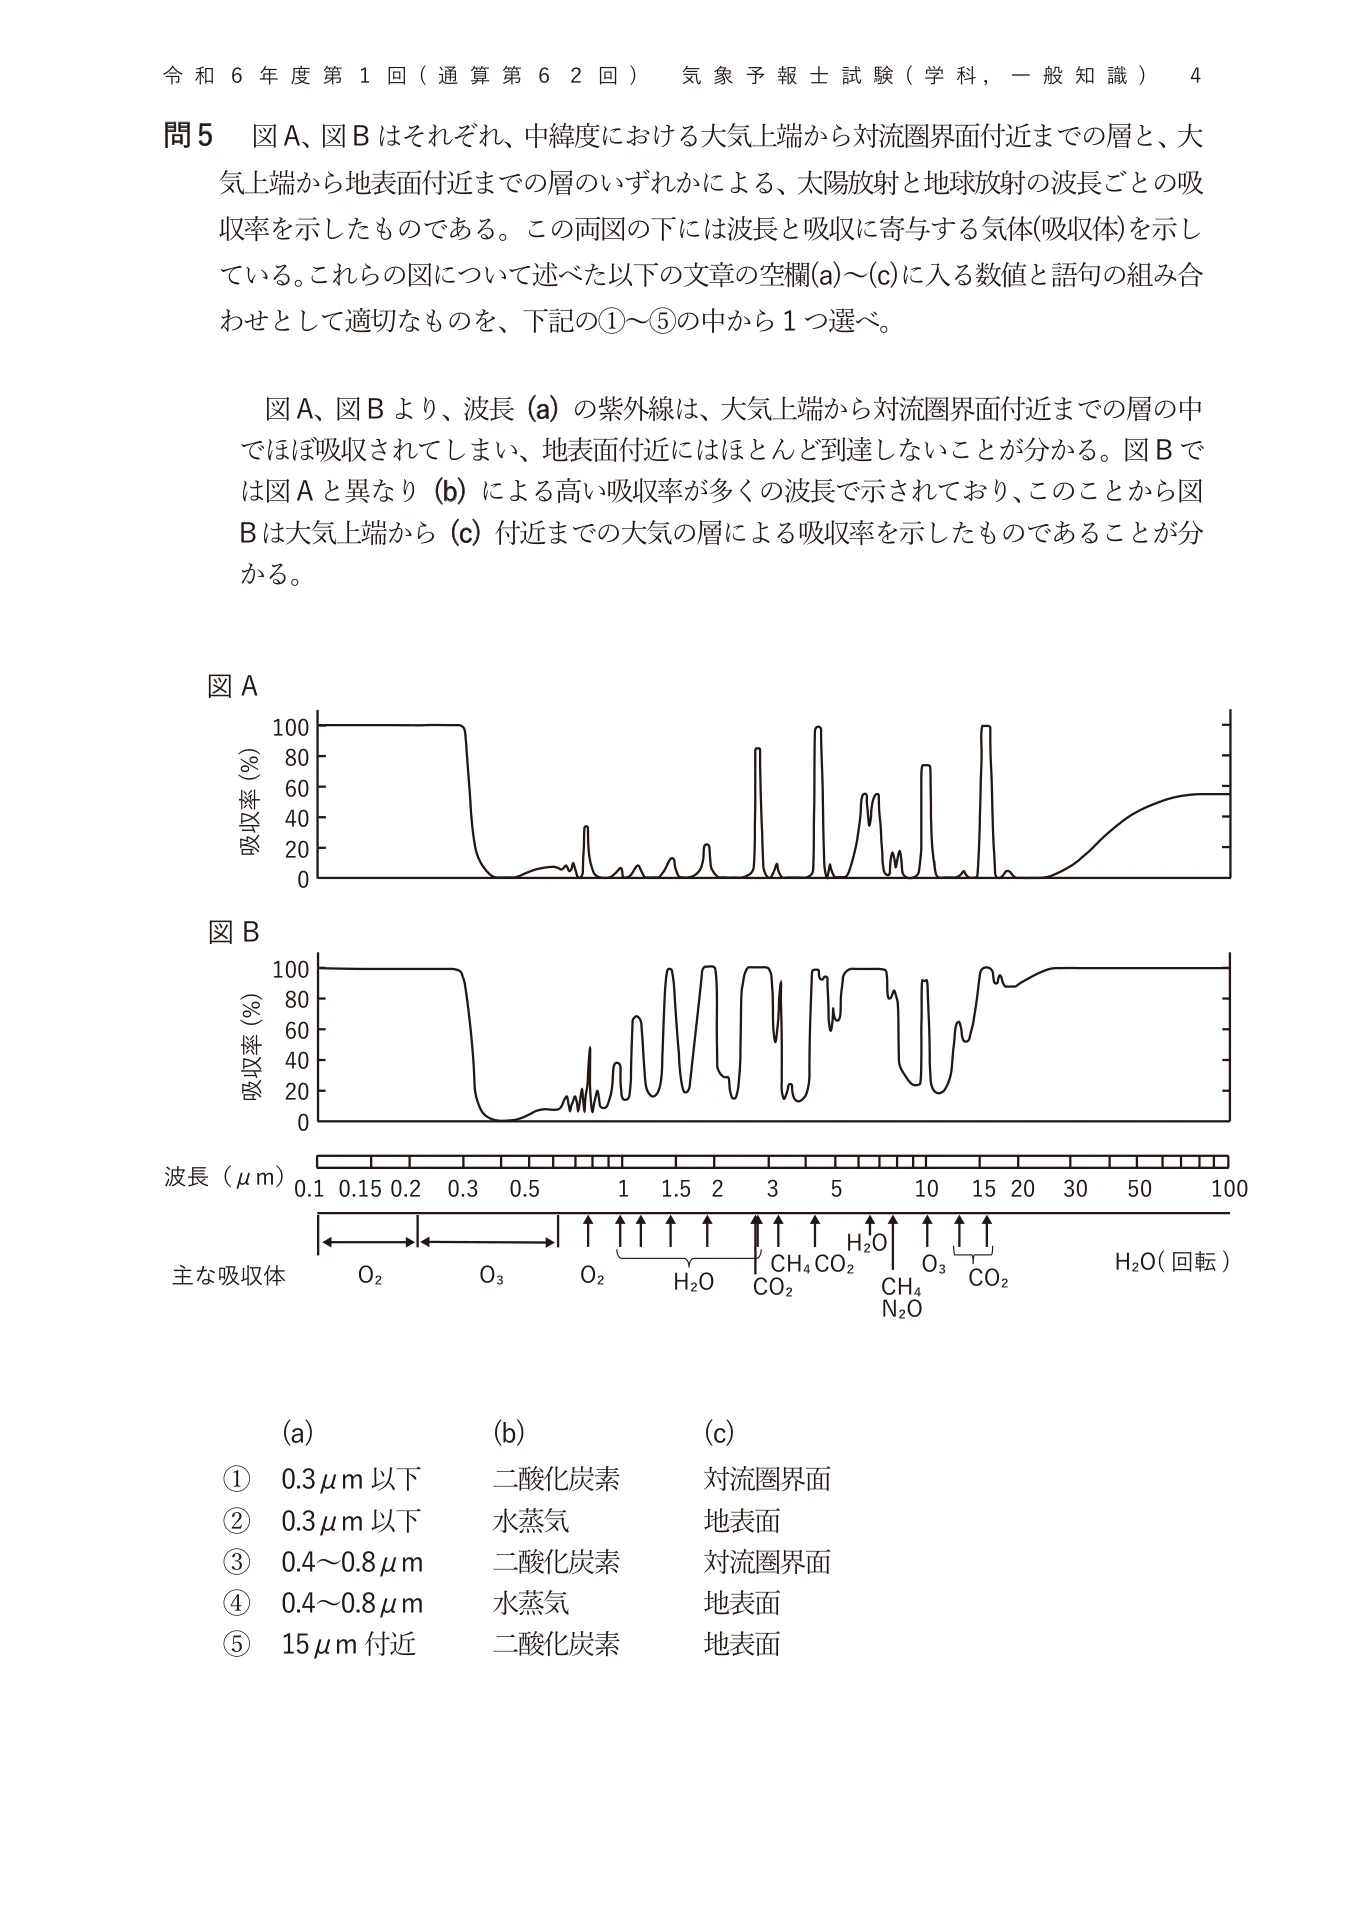 令和6年度第1回(通算第62回) 気象予報士試験(学科, 一般知識) 4
問5 図A、図Bはそれぞれ、中緯度における大気上端から対流圏界面付近までの層と、大
気上端から地表面付近までの層のいずれかによる、太陽放射と地球放射の波長ごとの吸
収率を示したものである。この両図の下には波長と吸収に寄与する気体(吸収体)を示し
ている。これらの図について述べた以下の文章の空欄(a)～(c)に入る数値と語句の組み合
わせとして適切なものを、下記の①～⑤の中から1つ選べ。
図A、図Bより、波長 (a) の紫外線は、大気上端から対流圏界面付近までの層の中
でほぼ吸収されてしまい、地表面付近にはほとんど到達しないことが分かる。図Bで
は図Aと異なり (b) による高い吸収率が多くの波長で示されており、このことから図
Bは大気上端から (c) 付近までの大気の層による吸収率を示したものであることが分
かる。
図 A
吸収率 (%)
100
80
60
40
20
0
図 B
吸収率 (%)
100
80
60
40
20
0
波長 (μm) 0.1 0.15 0.2 0.3 0.5 1 1.5 2 3 5 10 15 20 30 50 100
主な吸収体 O₂ O₃ O₂ H₂O CO₂ CH₄ CO₂ H₂O CH₄ N₂O O₃ CO₂ H₂O(回転)
(a) (b) (c)
① 0.3μm以下 二酸化炭素 対流圏界面
② 0.3μm以下 水蒸気 地表面
③ 0.4～0.8μm 二酸化炭素 対流圏界面
④ 0.4～0.8μm 水蒸気 地表面
⑤ 15μm付近 二酸化炭素 地表面